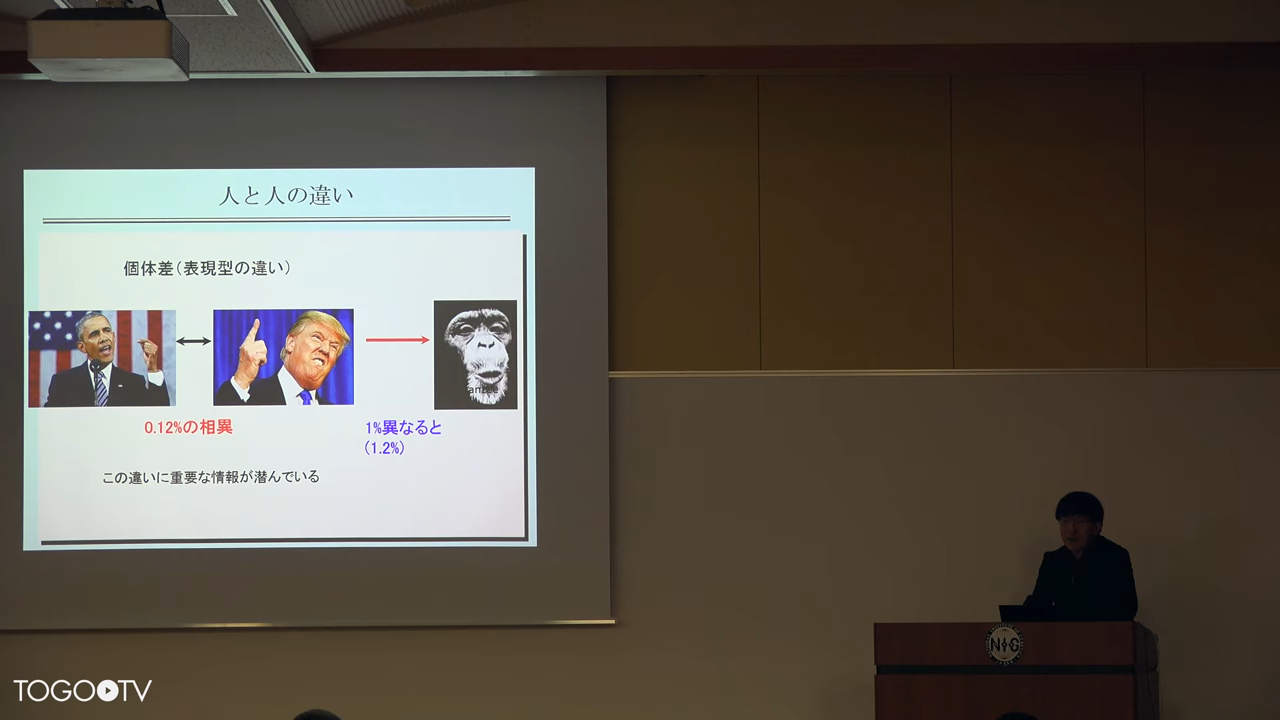 人と人の違い
個体差(表現型の違い)
0.12%の相異
1%異なると
(1.2%)
この違いに重要な情報が潜んでいる
NIG
TOGO TV